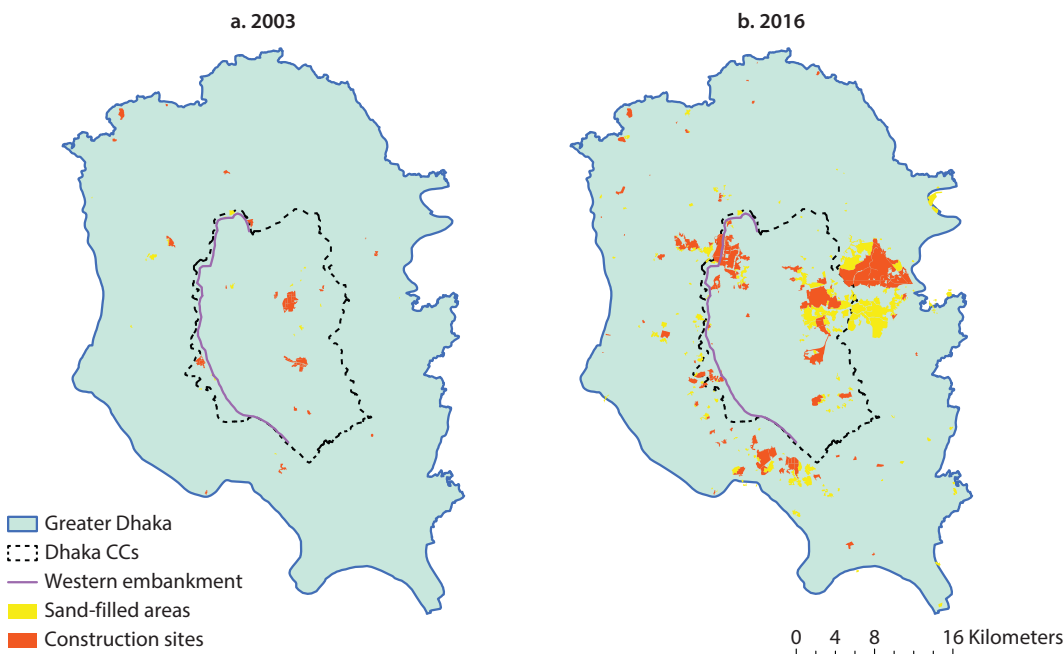 a. 2003
b. 2016
Greater Dhaka
Dhaka CCs
Western embankment
Sand-filled areas
Construction sites
0 4 8 16 Kilometers